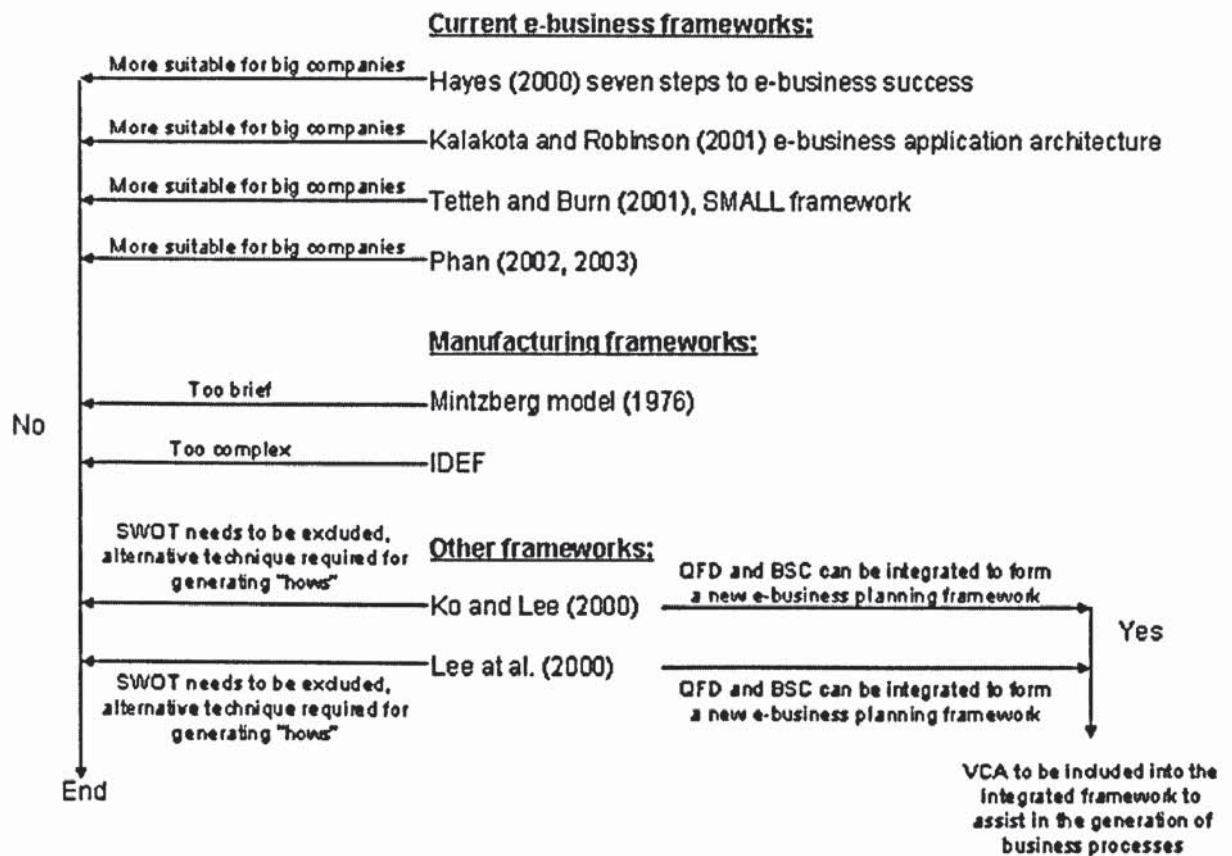 Current e-business frameworks:
More suitable for big companies
Hayes (2000) seven steps to e-business success
More suitable for big companies
Kalakota and Robinson (2001) e-business application architecture
More suitable for big companies
Tetteh and Burn (2001), SMALL framework
More suitable for big companies
Phan (2002, 2003)
Manufacturing frameworks:
Too brief
Mintzberg model (1976)
No
Too complex
IDEF
SWOT needs to be excluded,
alternative technique required for
generating "hows"
Other frameworks:
QFD and BSC can be integrated to form
a new e-business planning framework
Ko and Lee (2000)
Yes
Lee at al. (2000)
SWOT needs to be excluded,
alternative technique required for
generating "hows"
QFD and BSC can be integrated to form
a new e-business planning framework
End
VCA to be included into the
integrated framework to
assist in the generation of
business processes